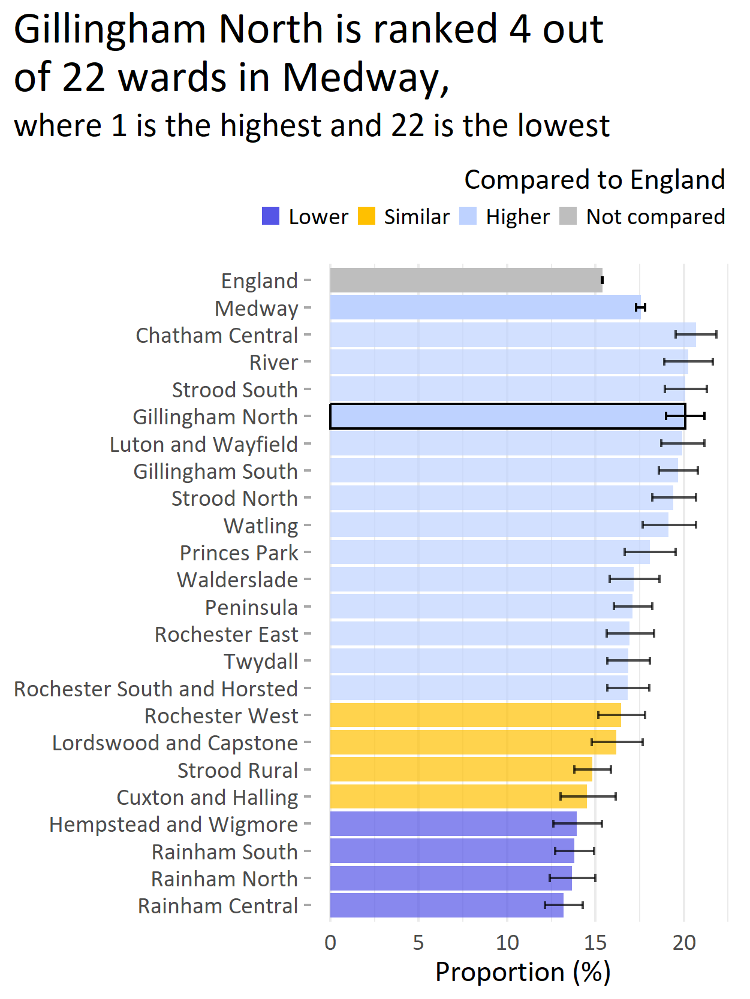 Gillingham North is ranked 4 out
of 22 wards in Medway,
where 1 is the highest and 22 is the lowest
Compared to England
Lower Similar Higher Not compared
England
Medway
Chatham Central
River
Strood South
Gillingham North
Luton and Wayfield
Gillingham South
Strood North
Watling
Princes Park
Walderslade
Peninsula
Rochester East
Twydall
Rochester South and Horsted
Rochester West
Lordswood and Capstone
Strood Rural
Cuxton and Halling
Hempstead and Wigmore
Rainham South
Rainham North
Rainham Central
0 5 10 15 20
Proportion (%)